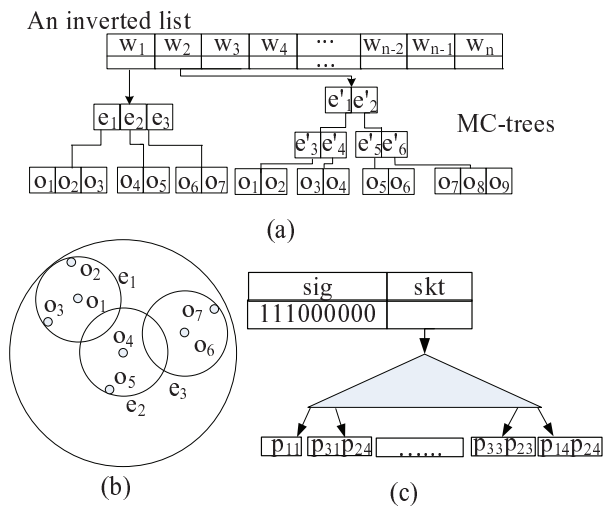 An inverted list
w1 w2 w3 w4 ... wn-2 wn-1 wn
...
e'1 e'2
e1 e2 e3
MC-trees
e'3 e'4 e'5 e'6
o1 o2 o3 o4 o5 o6 o7 o1 o2 o3 o4 o5 o6 o7 o8 o9
(a)
o2 e1
o3 o1
o7
o4 o6
o5
e2 e3
(b)
sig skt
111000000
p11 p31 p24 ...... p33 p23 p14 p24
(c)